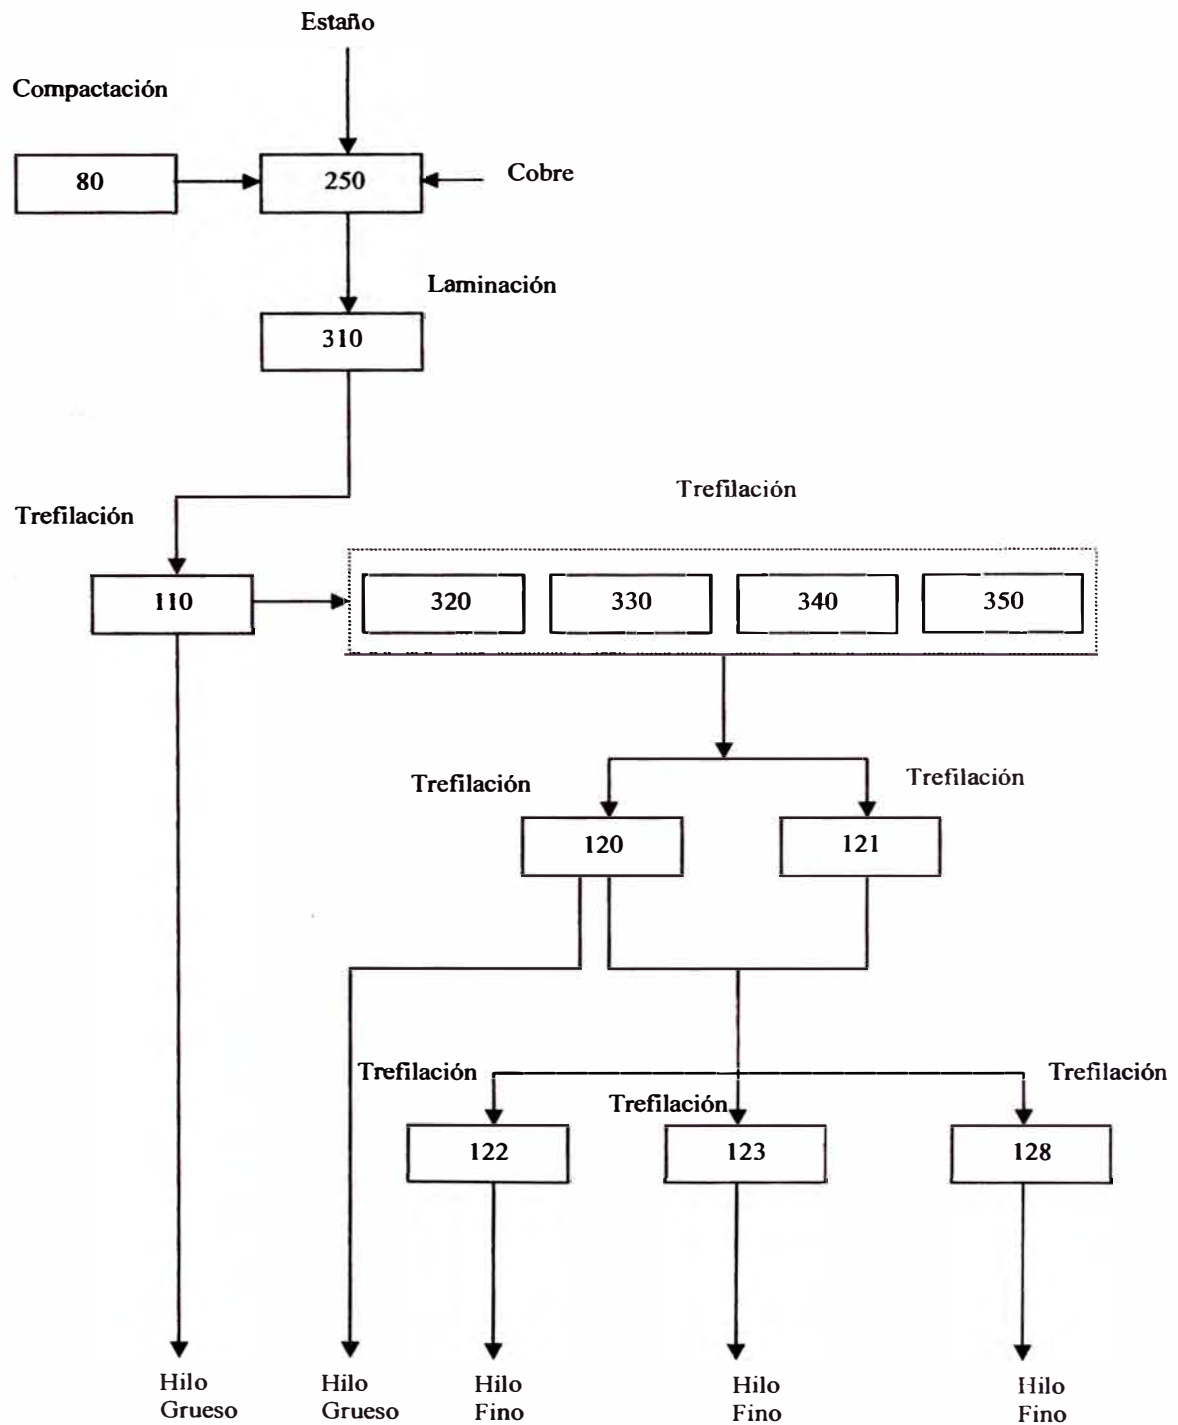 Estaño
Compactación
80
250
Cobre
Laminación
310
Trefilación
Trefilación
110
320
330
340
350
Trefilación
Trefilación
120
121
Trefilación
Trefilación
Trefilación
122
123
128
Hilo
Grueso
Hilo
Grueso
Hilo
Fino
Hilo
Fino
Hilo
Fino